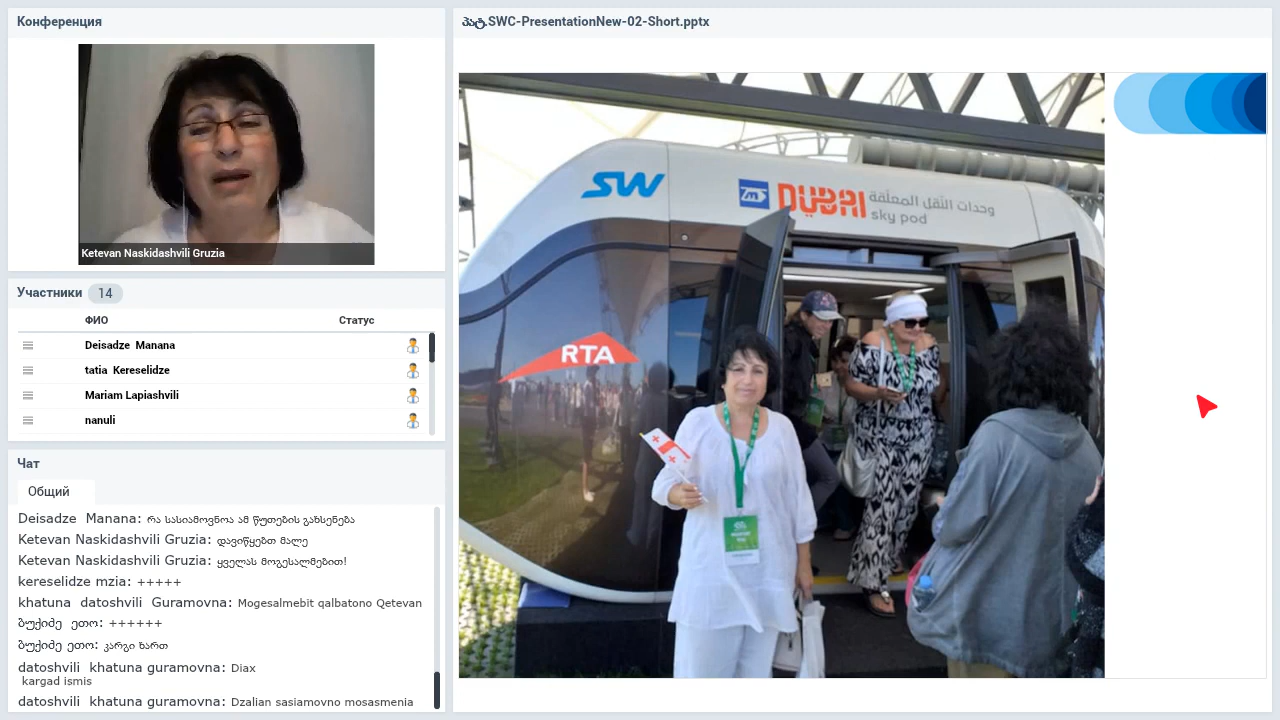 Конференция
Ketevan Naskidashvili Gruzia
Участники 14
ФИО Статус
Deisadze Manana
tatia Kereselidze
Mariam Lapiashvili
nanuli
Чат
Общий
Deisadze Manana: რა სასიამოვნოა ამ წუთების გახსენება
Ketevan Naskidashvili Gruzia: დავიწყებთ მალე
Ketevan Naskidashvili Gruzia: ყველას მოგესალმებით!
kereselidze mzia: +++++
khatuna datoshvili Guramovna: Mogesalmebit qalbatono Qetevan
ბუქიძე ეთო: ++++++
ბუქიძე ეთო: კარგი ხართ
datoshvili khatuna guramovna: Diax
kargad ismis
datoshvili khatuna guramovna: Dzalian sasiamovno mosasmenia
SWC-PresentationNew-02-Short.pptx
SW
DUBAI
وحدات النقل المعلّقة
sky pod
RTA